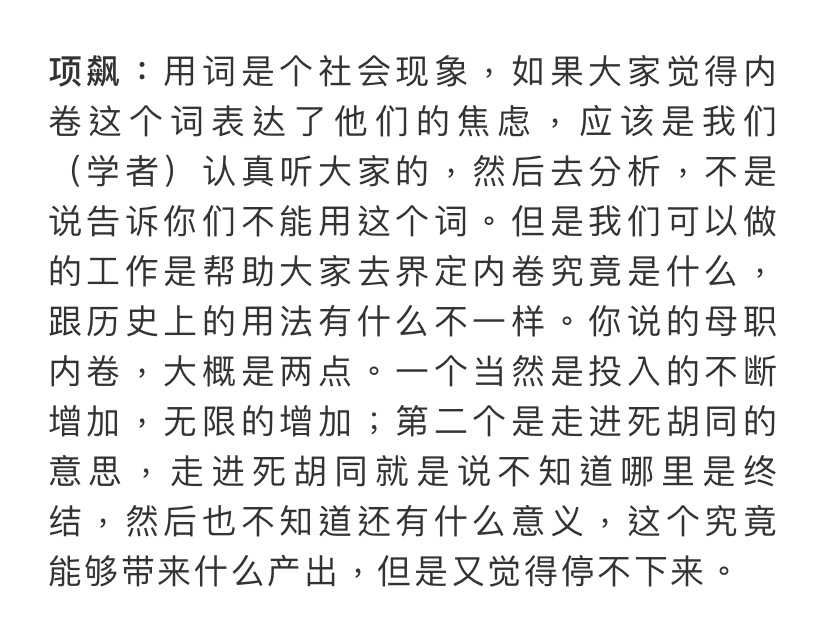 项飙：用词是个社会现象，如果大家觉得内
卷这个词表达了他们的焦虑，应该是我们
（学者）认真听大家的，然后去分析，不是
说告诉你们不能用这个词。但是我们可以做
的工作是帮助大家去界定内卷究竟是什么，
跟历史上的用法有什么不一样。你说的母职
内卷，大概是两点。一个当然是投入的不断
增加，无限的增加；第二个是走进死胡同的
意思，走进死胡同就是说不知道哪里是终
结，然后也不知道还有什么意义，这个究竟
能够带来什么产出，但是又觉得停不下来。